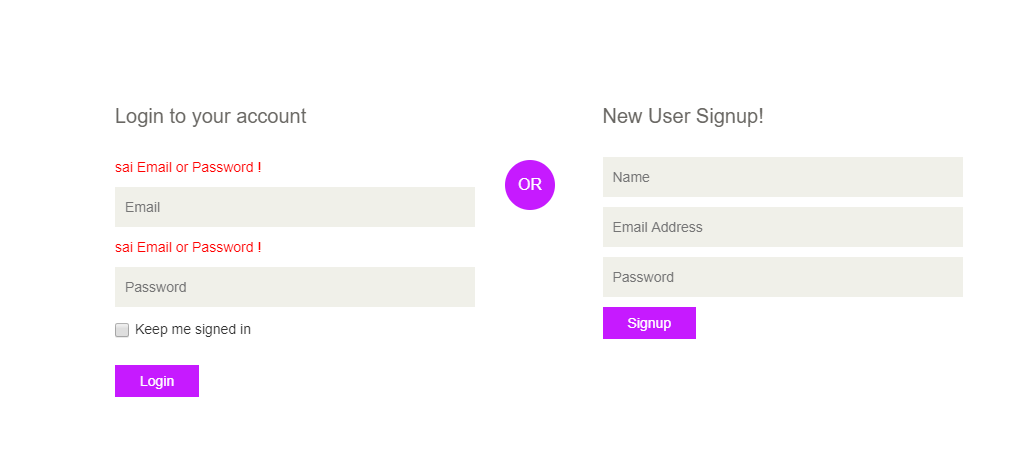 Login to your account
sai Email or Password !
Email
sai Email or Password !
Password
Keep me signed in
Login
OR
New User Signup!
Name
Email Address
Password
Signup